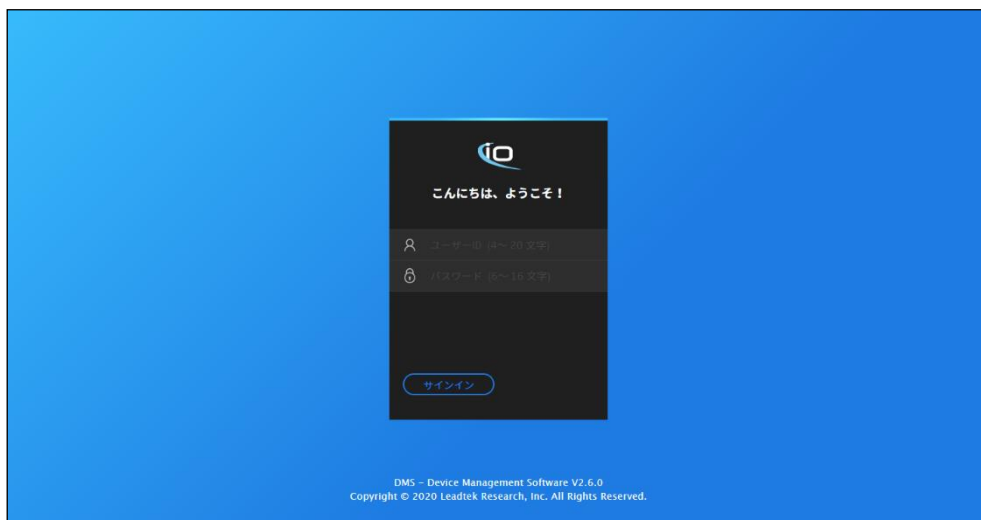 iO
こんにちは、ようこそ！
ユーザーID (4～ 20 文字)
パスワード (6～16 文字)
サインイン
DMS – Device Management Software V2.6.0
Copyright © 2020 Leadtek Research, Inc. All Rights Reserved.